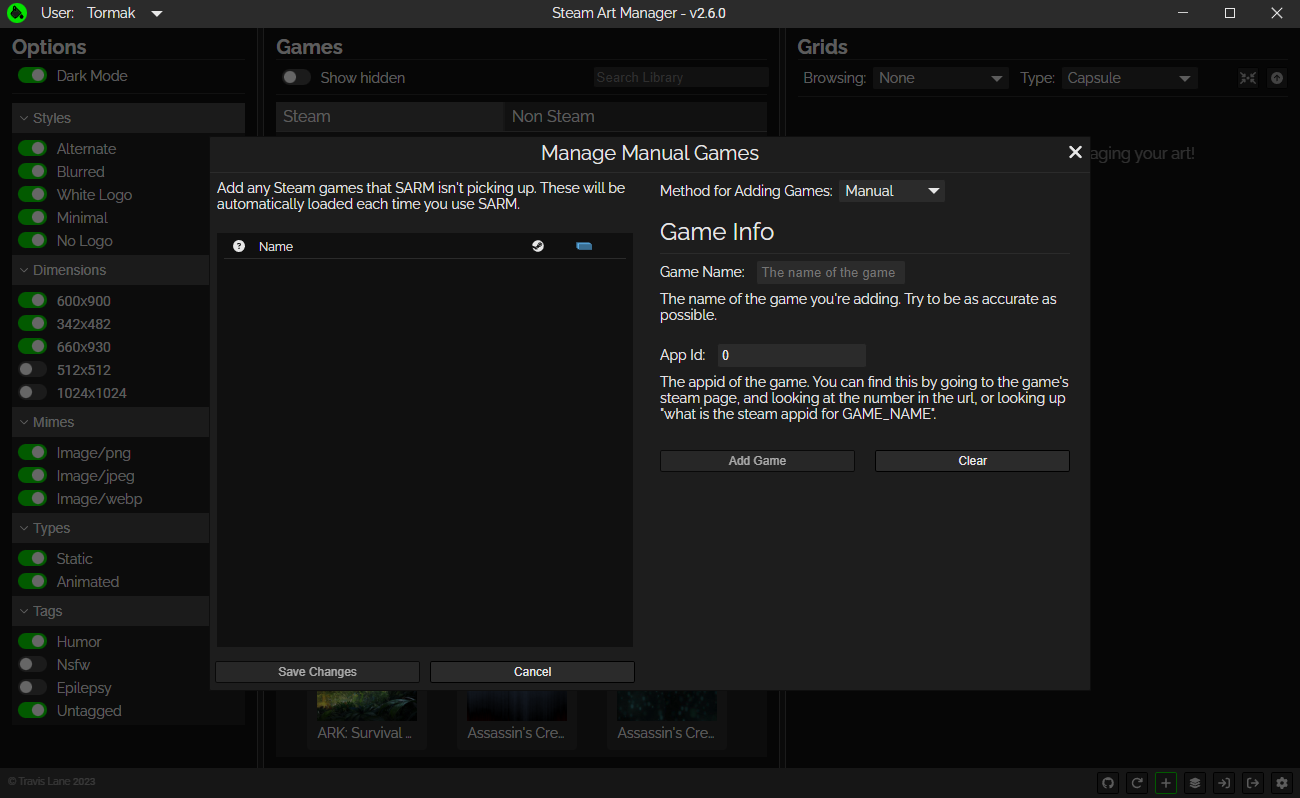 User: Tormak
Steam Art Manager - v2.6.0
Options
Dark Mode
Styles
Alternate
Blurred
White Logo
Minimal
No Logo
Dimensions
600x900
342x482
660x930
512x512
1024x1024
Mimes
Image/png
Image/jpeg
Image/webp
Types
Static
Animated
Tags
Humor
Nsfw
Epilepsy
Untagged
Games
Show hidden
Search Library
Steam
Non Steam
Grids
Browsing: None
Type: Capsule
aging your art!
Manage Manual Games
Add any Steam games that SARM isn't picking up. These will be
automatically loaded each time you use SARM.
Name
Save Changes
Cancel
Method for Adding Games: Manual
Game Info
Game Name: The name of the game
The name of the game you're adding. Try to be as accurate as
possible.
App Id: 0
The appid of the game. You can find this by going to the game's
steam page, and looking at the number in the url, or looking up
"what is the steam appid for GAME_NAME".
Add Game
Clear
ARK: Survival ...
Assassin's Cre...
Assassin's Cre...
© Travis Lane 2023